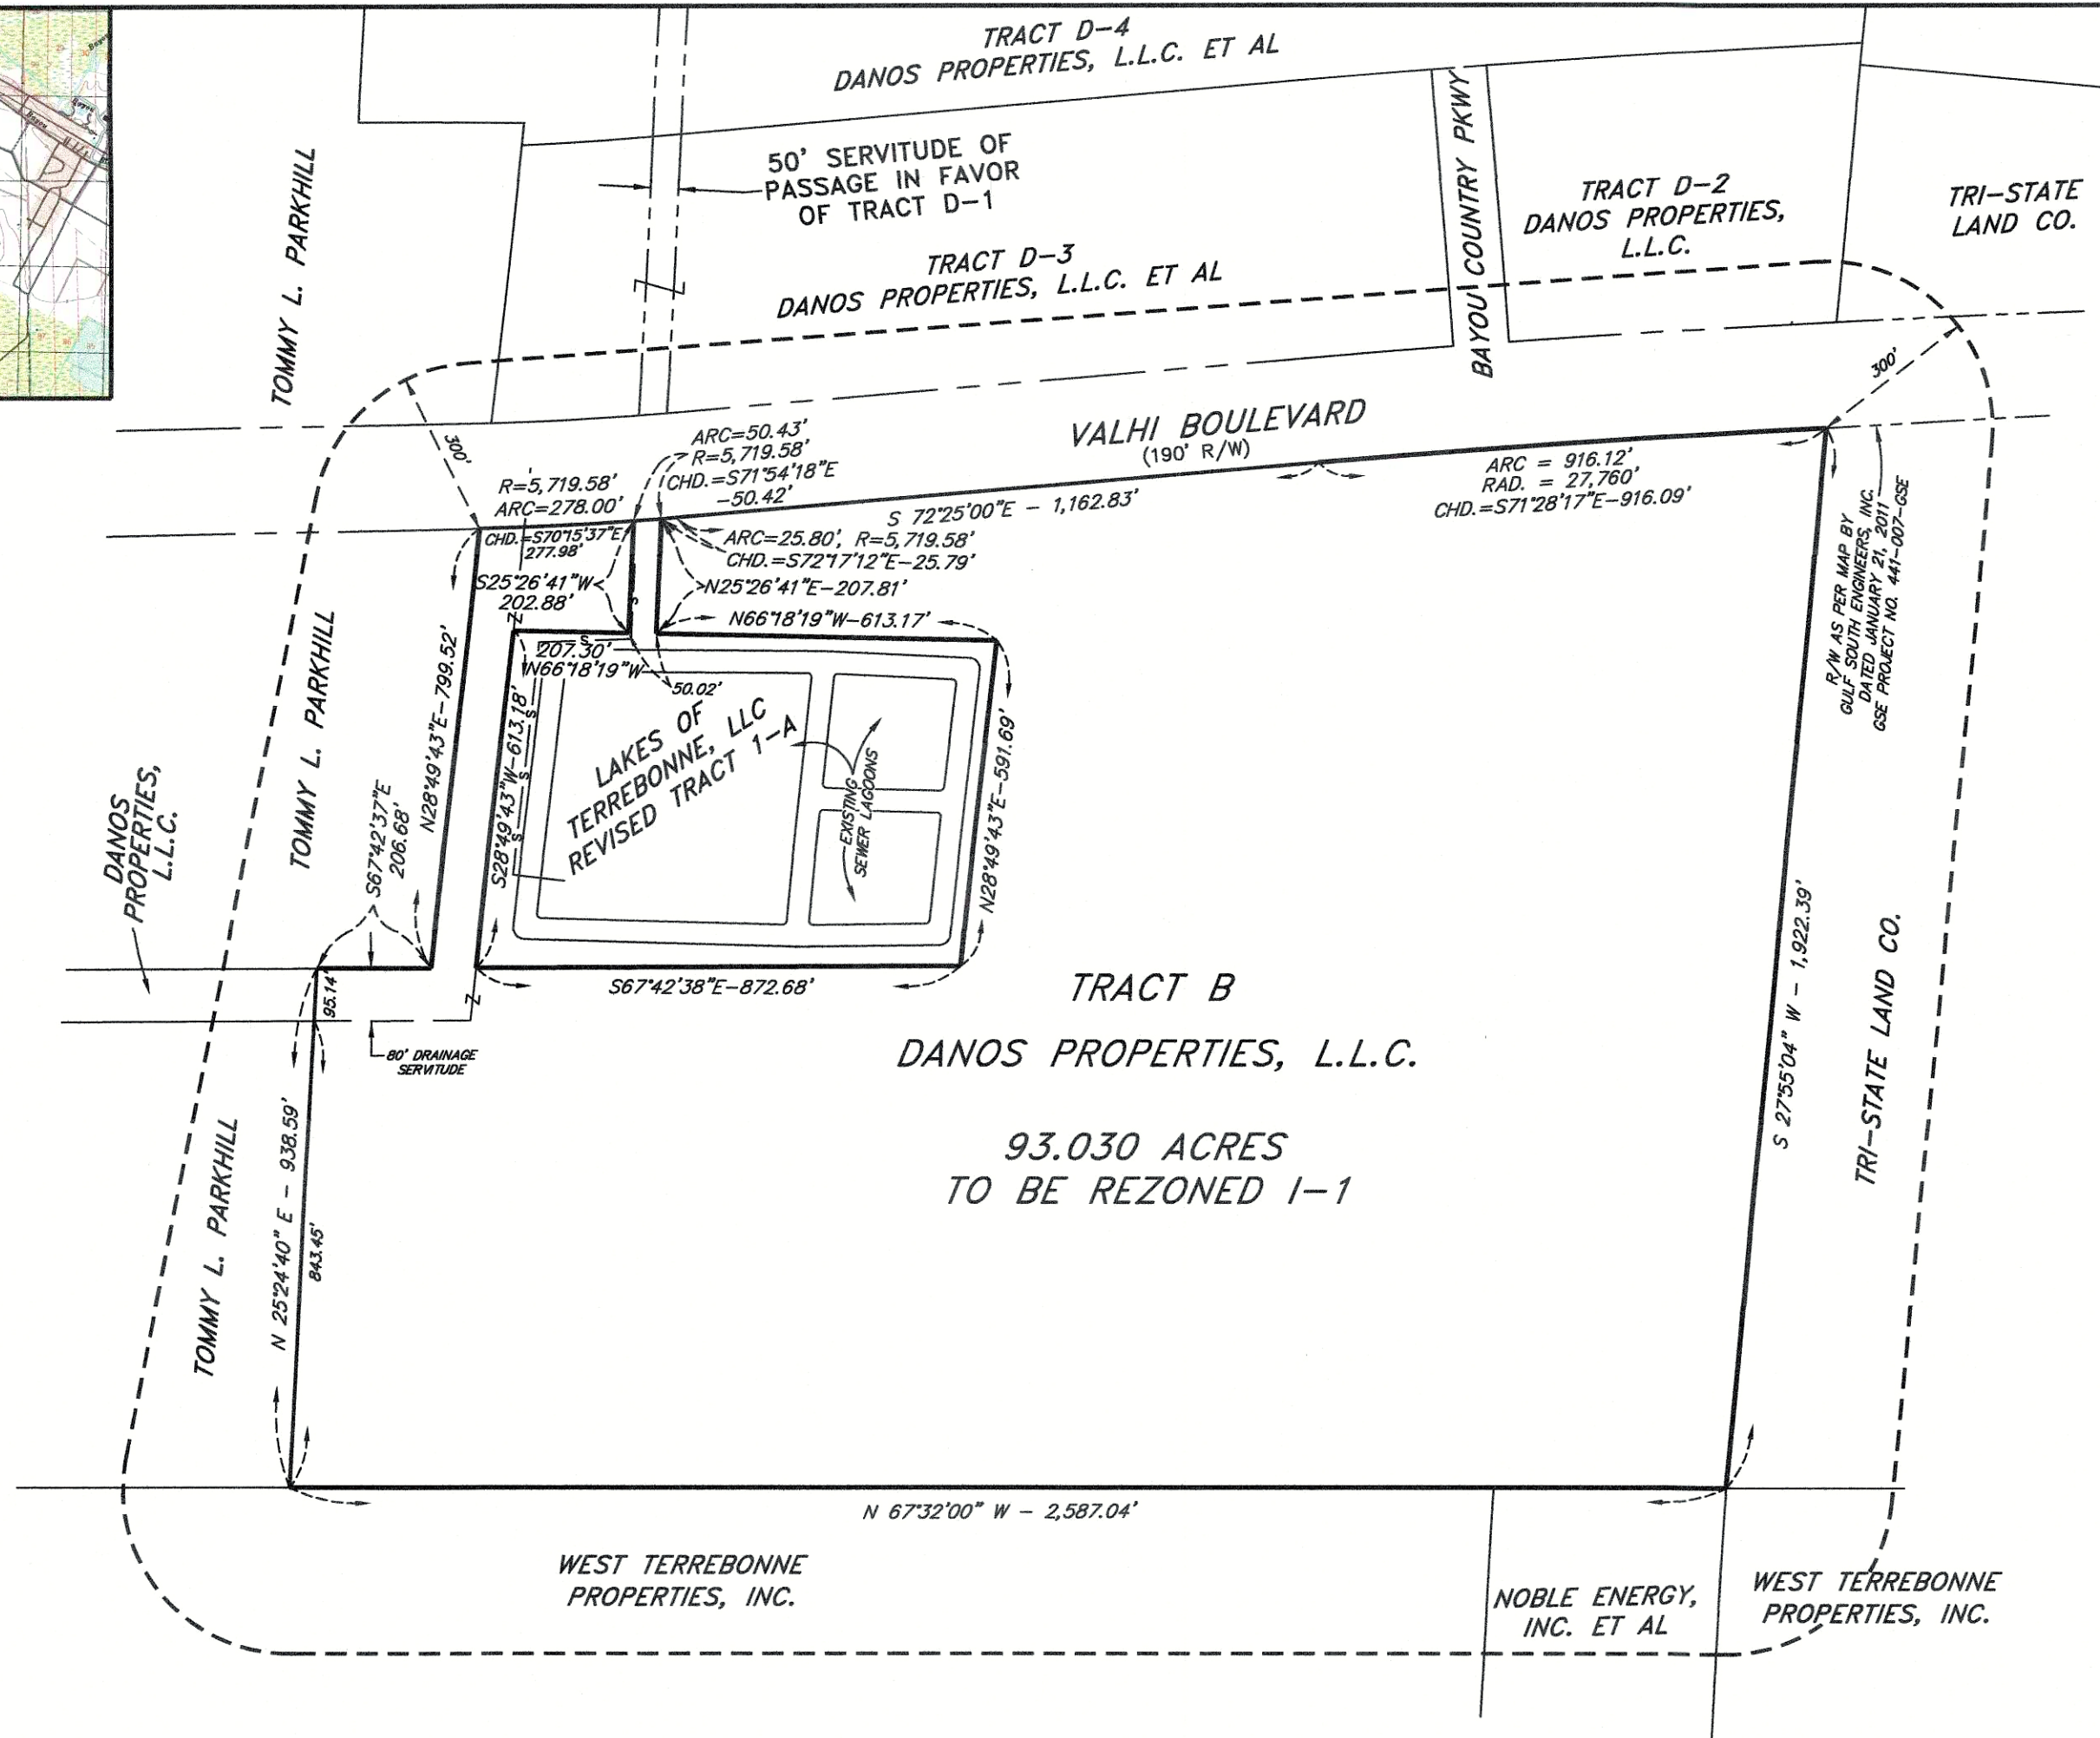 TRACT D-4
DANOS PROPERTIES, L.L.C. ET AL
50' SERVITUDE OF
PASSAGE IN FAVOR
OF TRACT D-1
TRACT D-3
DANOS PROPERTIES, L.L.C. ET AL
BAYOU COUNTRY PKWY
TRACT D-2
DANOS PROPERTIES,
L.L.C.
TRI-STATE
LAND CO.
TOMMY L. PARKHILL
300'
300'
VALHI BOULEVARD
(190' R/W)
ARC=50.43'
R=5,719.58'
CHD.=S71°54'18"E
-50.42'
R=5,719.58'
ARC=278.00'
CHD.=S70°15'37"E
277.98'
S 72°25'00"E - 1,162.83'
ARC = 916.12'
RAD. = 27,760'
CHD.=S71°28'17"E-916.09'
ARC=25.80', R=5,719.58'
CHD.=S72°17'12"E-25.79'
S25°26'41"W
202.88'
N25°26'41"E-207.81'
N66°18'19"W-613.17'
207.30'
N66°18'19"W
50.02'
R/W AS PER MAP BY
GULF SOUTH ENGINEERS, INC.
DATED JANUARY 21, 2011
GSE PROJECT NO. 441-007-GSE
TOMMY L. PARKHILL
N28°49'43"E-799.52'
S28°49'43"W-613.18'
S
S
S
S
S
LAKES OF
TERREBONNE, LLC
REVISED TRACT 1-A
EXISTING
SEWER LAGOONS
N28°49'43"E-591.69'
DANOS
PROPERTIES,
L.L.C.
S67°42'37"E
206.68'
95.14'
S67°42'38"E-872.68'
80' DRAINAGE
SERVITUDE
TRACT B
DANOS PROPERTIES, L.L.C.
93.030 ACRES
TO BE REZONED I-1
S 27°55'04" W - 1,922.39'
TRI-STATE LAND CO.
TOMMY L. PARKHILL
N 25°24'40" E - 938.59'
843.45'
N 67°32'00" W - 2,587.04'
WEST TERREBONNE
PROPERTIES, INC.
NOBLE ENERGY,
INC. ET AL
WEST TERREBONNE
PROPERTIES, INC.